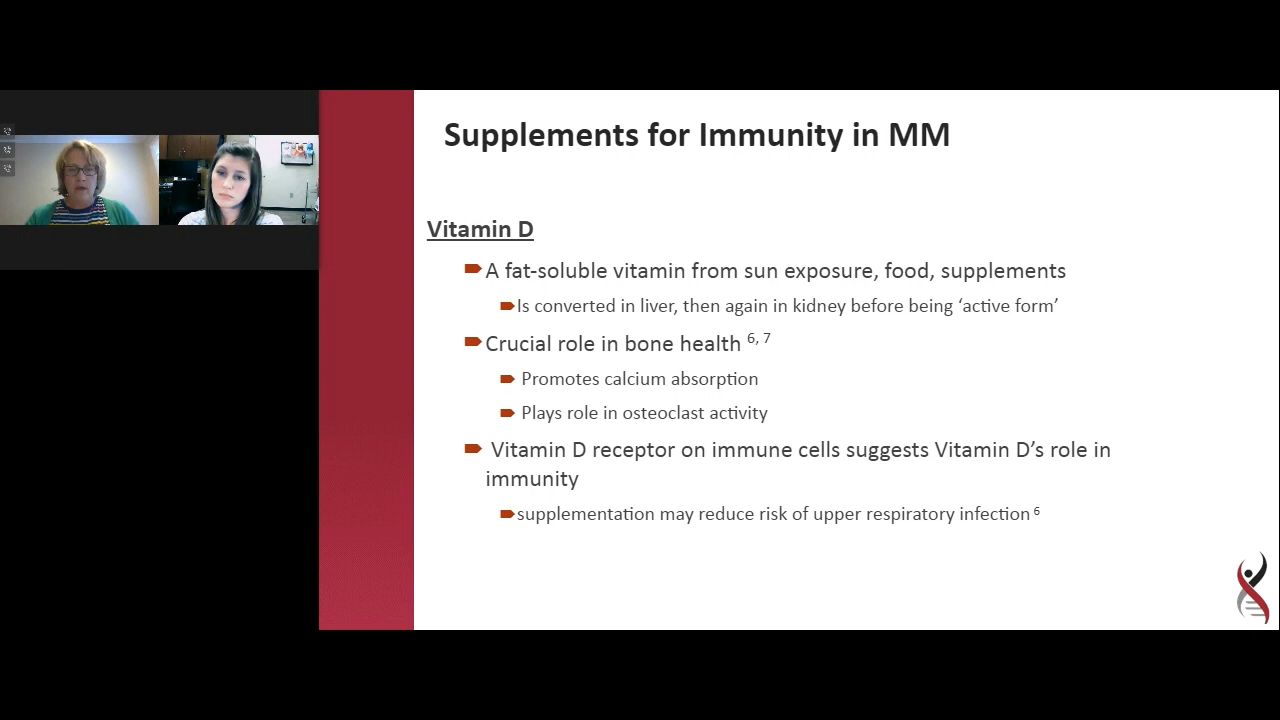 Supplements for Immunity in MM
Vitamin D
A fat-soluble vitamin from sun exposure, food, supplements
Is converted in liver, then again in kidney before being ‘active form’
Crucial role in bone health 6, 7
Promotes calcium absorption
Plays role in osteoclast activity
Vitamin D receptor on immune cells suggests Vitamin D’s role in
immunity
supplementation may reduce risk of upper respiratory infection 6